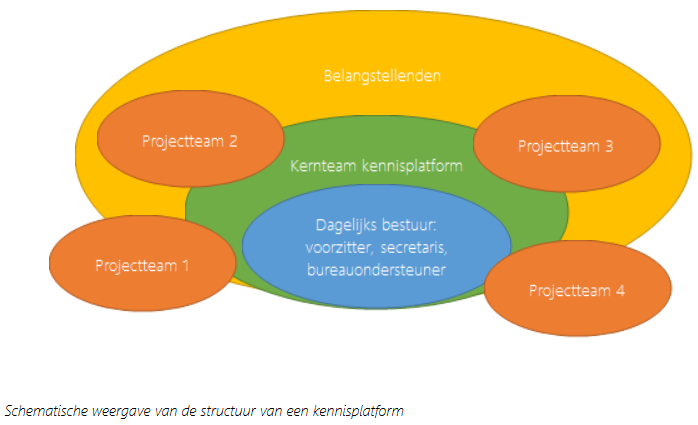 Belangstellenden
Projectteam 2
Projectteam 3
Kernteam kennisplatform
Dagelijks bestuur:
voorzitter, secretaris,
bureauondersteuner
Projectteam 1
Projectteam 4
Schematische weergave van de structuur van een kennisplatform